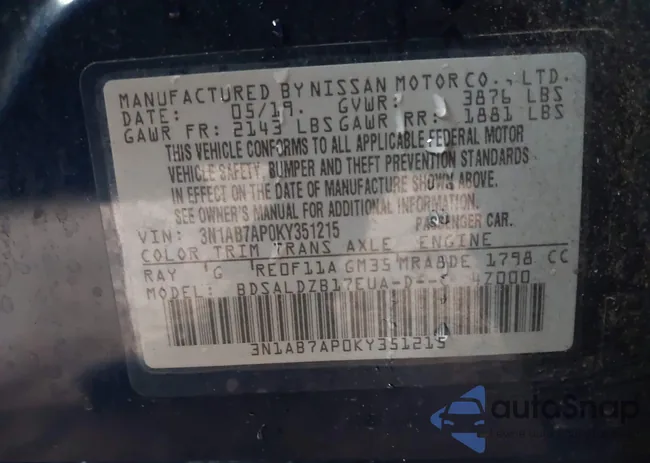 MANUFACTURED BY NISSAN MOTOR CO., LTD.
DATE: 05/19. GVWR: 3876 LBS
GAWR FR: 2143 LBS GAWR RR: 1881 LBS
THIS VEHICLE CONFORMS TO ALL APPLICABLE FEDERAL MOTOR
VEHICLE SAFETY, BUMPER AND THEFT PREVENTION STANDARDS
IN EFFECT ON THE DATE OF MANUFACTURE SHOWN ABOVE.
SEE OWNER'S MANUAL FOR ADDITIONAL INFORMATION.
VIN: 3N1AB7AP0KY351215 PASSENGER CAR.
COLOR TRIM TRANS AXLE ENGINE
RAY G RE0F11A GM35 MRA8DE 1798 CC
MODEL: BDSALDZB17EUA-D--- 4Z000
3N1AB7AP0KY351215
autoSnap